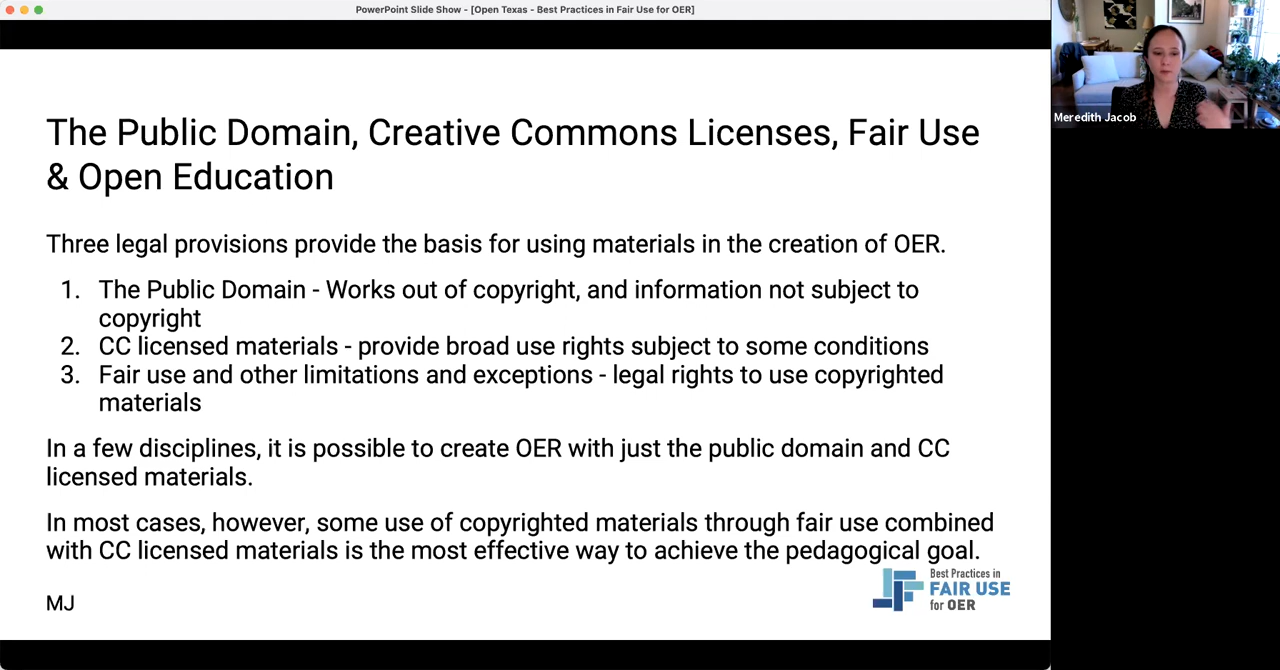 PowerPoint Slide Show - [Open Texas - Best Practices in Fair Use for OER]
Meredith Jacob
The Public Domain, Creative Commons Licenses, Fair Use
& Open Education
Three legal provisions provide the basis for using materials in the creation of OER.
1. The Public Domain - Works out of copyright, and information not subject to
copyright
2. CC licensed materials - provide broad use rights subject to some conditions
3. Fair use and other limitations and exceptions - legal rights to use copyrighted
materials
In a few disciplines, it is possible to create OER with just the public domain and CC
licensed materials.
In most cases, however, some use of copyrighted materials through fair use combined
with CC licensed materials is the most effective way to achieve the pedagogical goal.
MJ
Best Practices in
FAIR USE
for OER